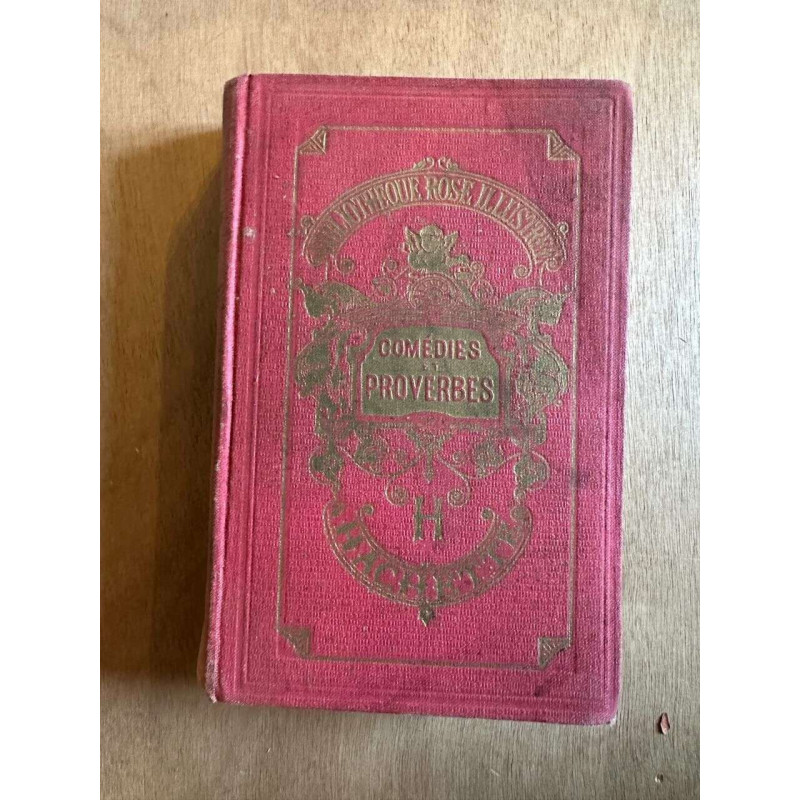 BIBLIOTHÈQUE ROSE ILLUSTRÉE
COMÉDIES
ET
PROVERBES
H
HACHETTE